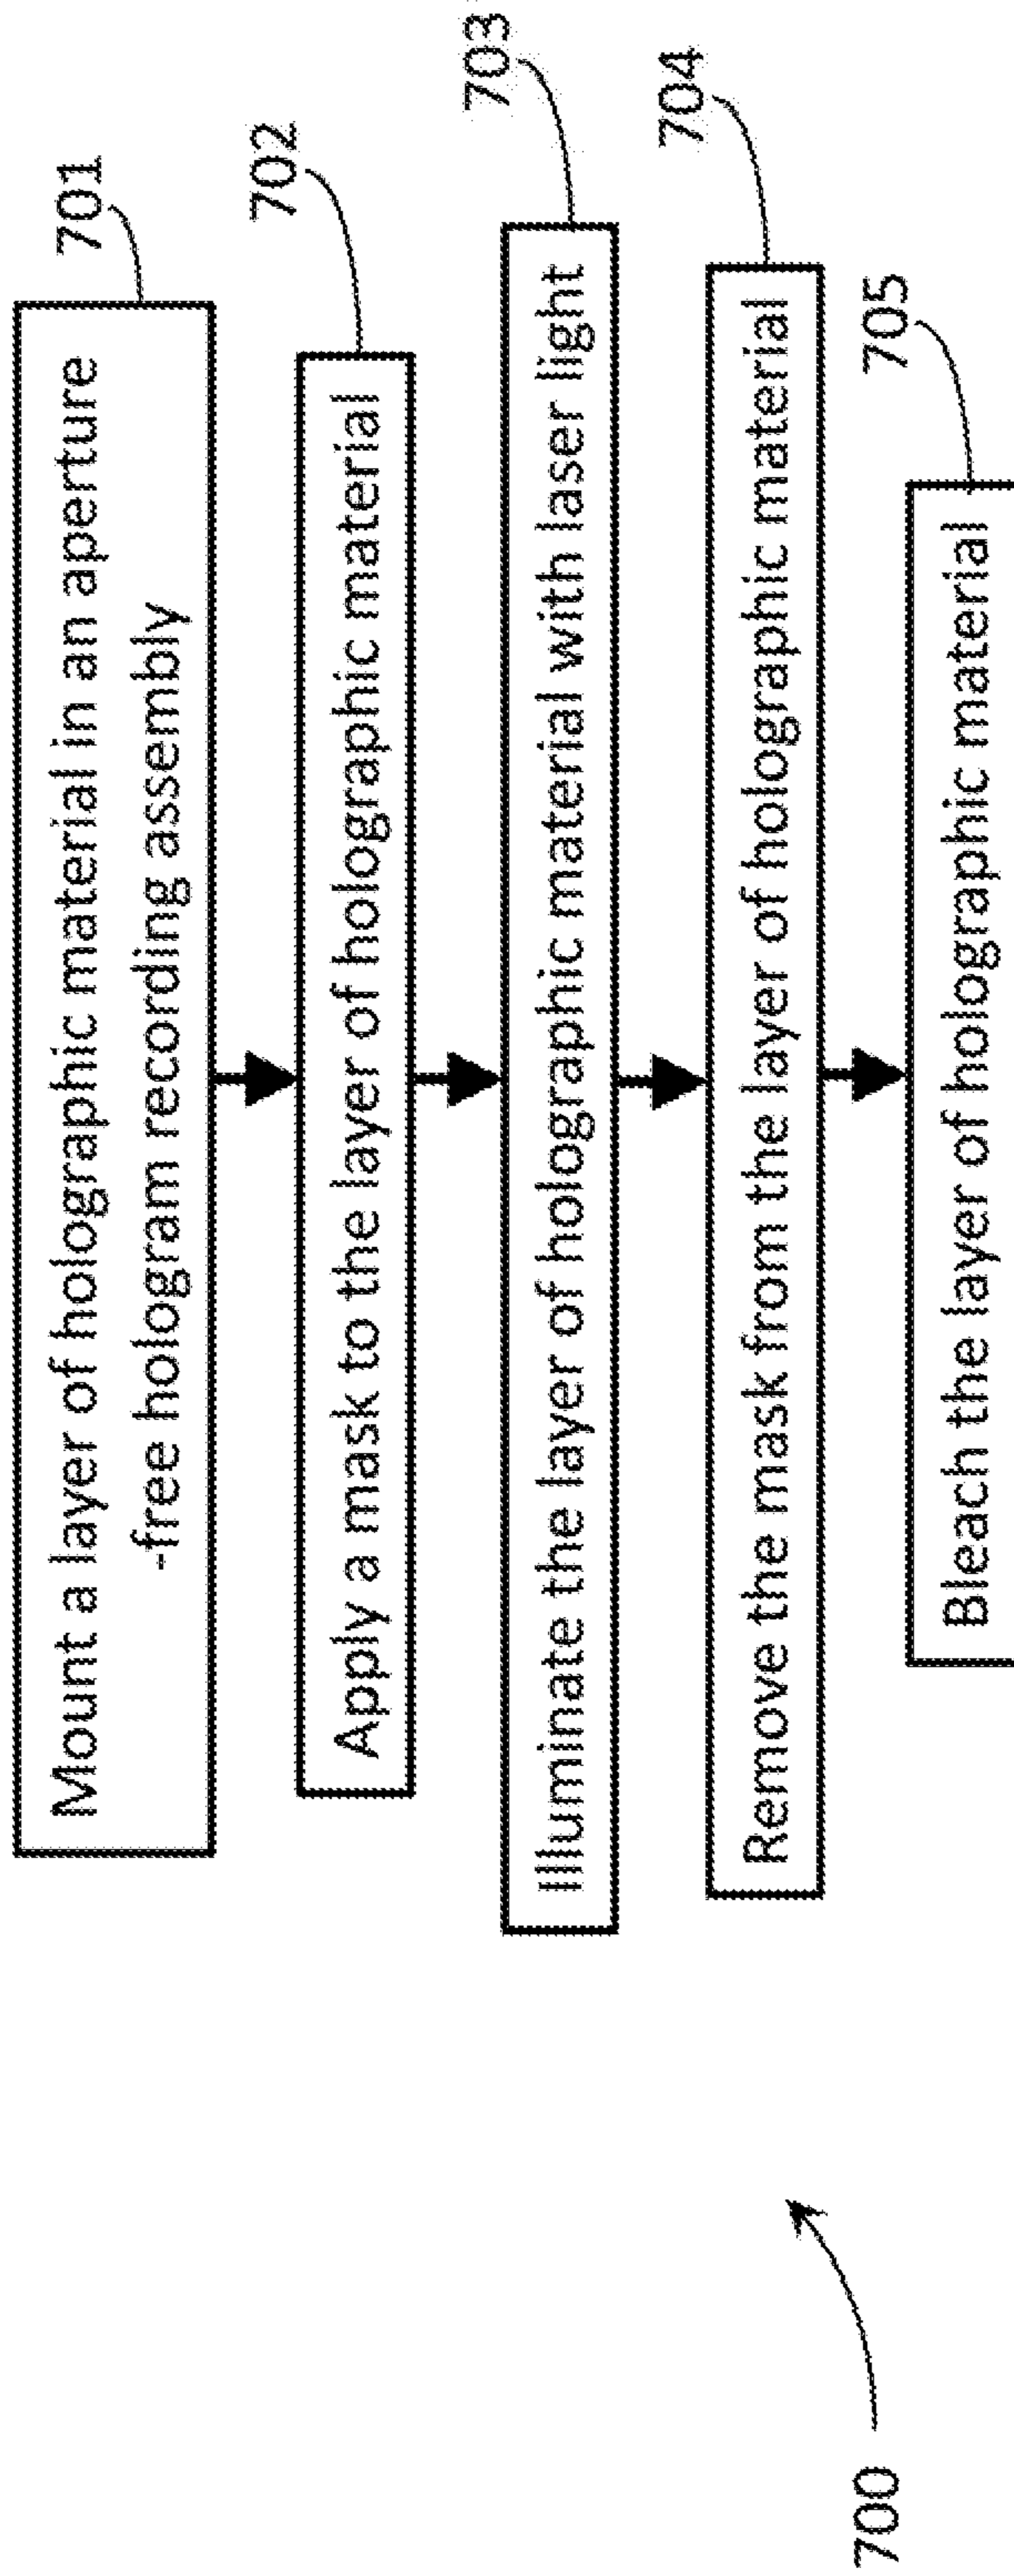 701
Mount a layer of holographic material in an aperture
-free hologram recording assembly
702
Apply a mask to the layer of holographic material
703
Illuminate the layer of holographic material with laser light
704
Remove the mask from the layer of holographic material
705
Bleach the layer of holographic material
700